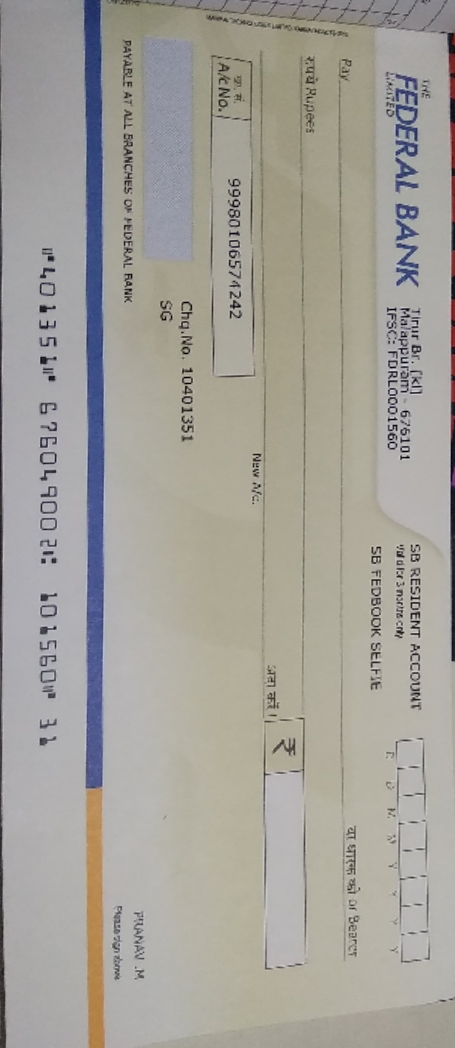 THE
FEDERAL BANK
LIMITED
Tirur Br. [kl]
Malappuram - 676101
IFSC: FDRL0001560
SB RESIDENT ACCOUNT
Valid for 3 months only
SB FEDBOOK SELFIE
D D M M Y Y Y Y
Pay
या धारक को or Bearer
रुपये Rupees
अदा करें।
₹
खा. सं.
A/c No.
99980106574242
New A/c.
Chq.No. 10401351
SG
PRANAV .M
Please sign above
PAYABLE AT ALL BRANCHES OF FEDERAL BANK
⑈401351⑈ 676049002⑆ 101560⑈ 31